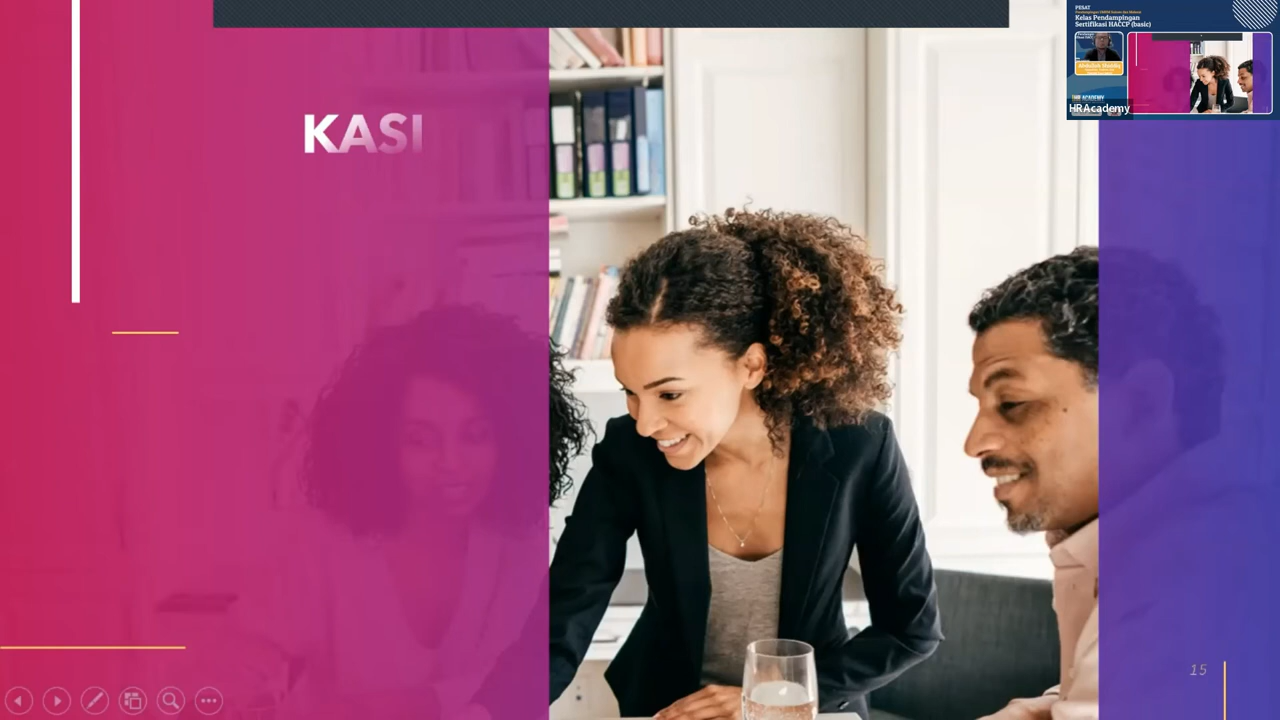 KASI
PESAT
Kelas Pendampingan
Sertifikasi HACCP (basic)
HRAcademy
15